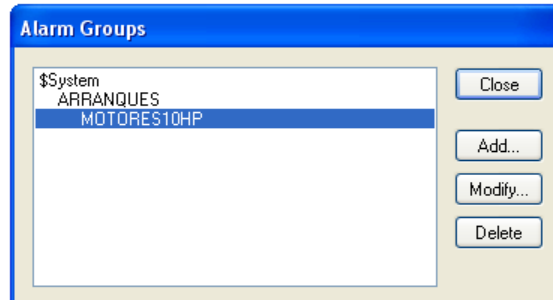 Alarm Groups
$System
ARRANQUES
MOTORES10HP
Close
Add...
Modify...
Delete